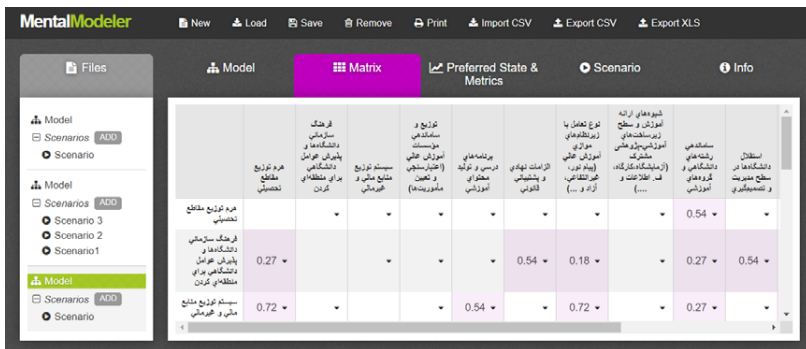 MentalModeler
New Load Save Remove Print Import CSV Export CSV Export XLS
Files
Model
Matrix
Preferred State &
Metrics
Scenario
Info
Model
Scenarios ADD
Scenario
Model
Scenarios ADD
Scenario 3
Scenario 2
Scenario1
Model
Scenarios ADD
Scenario
هرم توزیع
مقاطع
تحصیلی
فرهنگ
سازمانی
دانشگاه‌ها و
پذیرش عوامل
دانشگاهی
برای منطقه‌ای
کردن
سیستم توزیع
منابع مالی و
غیرمالی
توزیع و
ساماندهی
مؤسسات
آموزش عالی
(اعتبارسنجی
و تعیین
مأموریت‌ها)
برنامه‌های
درسی و تولید
محتوای
آموزشی
الزامات نهادی
و پشتیبانی
قانونی
نوع تعامل با
زیرنظام‌های
موازی
آموزش عالی
(پیام نور،
غیرانتفاعی،
آزاد و ...)
شیوه‌های ارائه
آموزش و سطح
زیرساخت‌های
آموزشی‌پژوهشی
مشترک
(آزمایشگاه،کارگاه،
ف. اطلاعات و
....)
ساماندهی
رشته‌های
دانشگاهی و
گروه‌های
آموزشی
استقلال
دانشگاه‌ها در
سطح مدیریت
و تصمیم‌گیری
هرم توزیع مقاطع
تحصیلی
0.54
فرهنگ سازمانی
دانشگاه‌ها و
پذیرش عوامل
دانشگاهی برای
منطقه‌ای کردن
0.27 0.54 0.18 0.27 0.54
سیستم توزیع منابع
مالی و غیرمالی
0.72 0.54 0.72 0.27